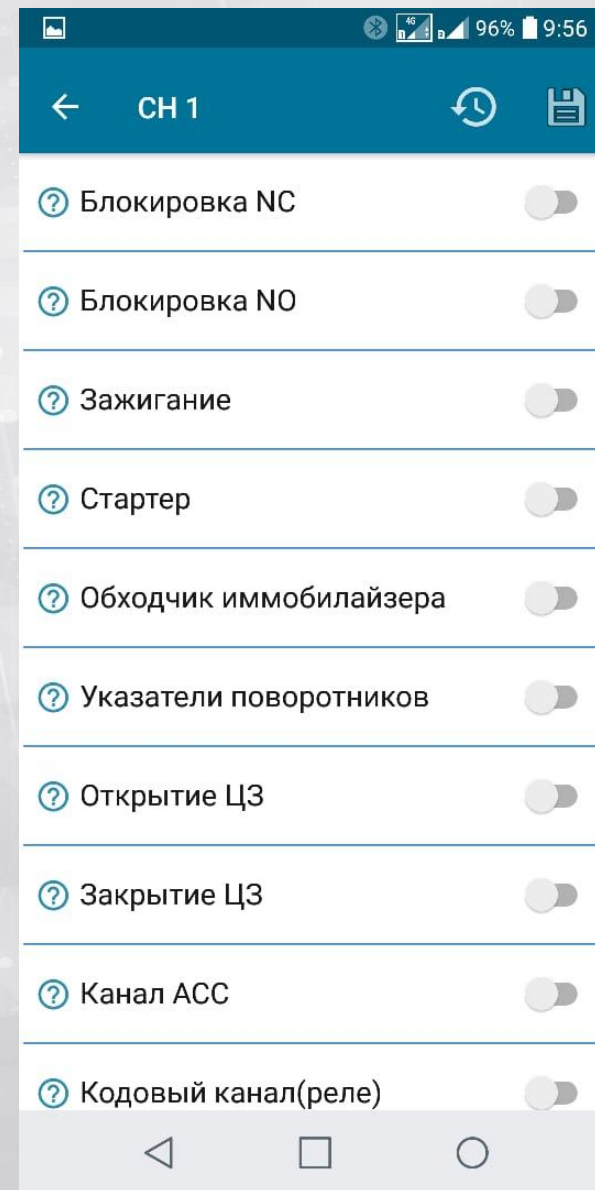 4G 96% 9:56
CH 1
Блокировка NC
Блокировка NO
Зажигание
Стартер
Обходчик иммобилайзера
Указатели поворотников
Открытие ЦЗ
Закрытие ЦЗ
Канал ACC
Кодовый канал(реле)